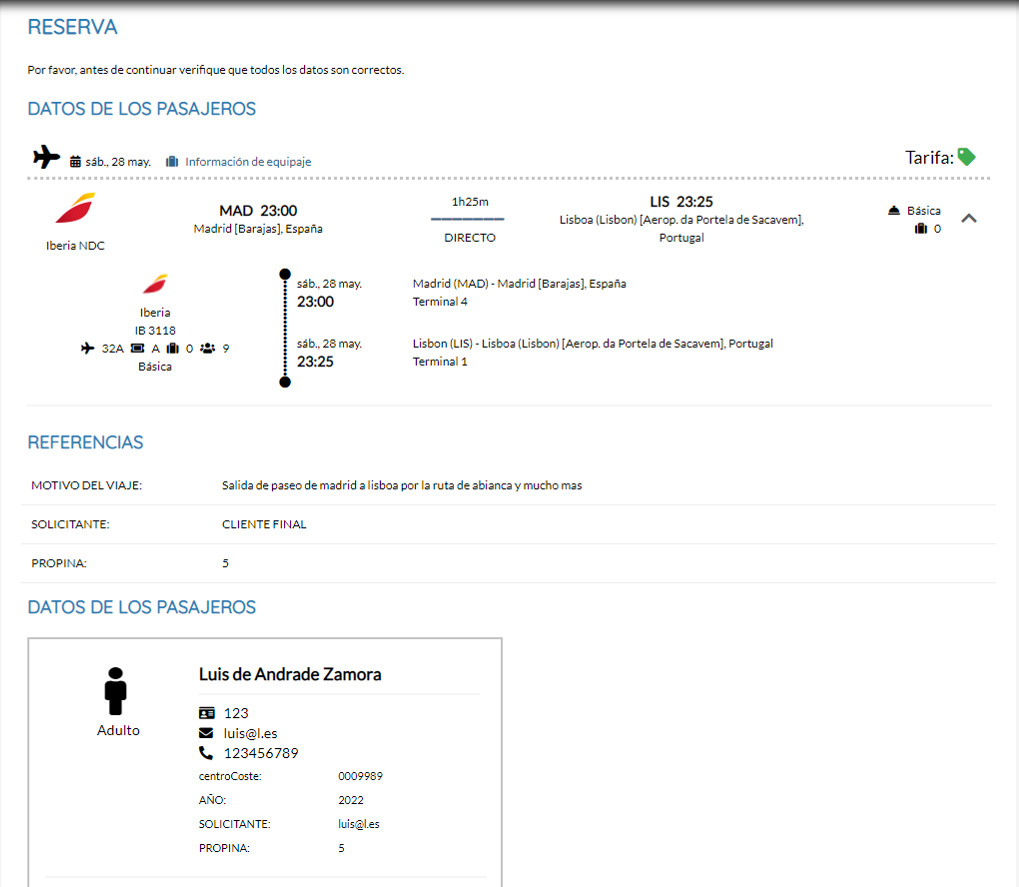 RESERVA
Por favor, antes de continuar verifique que todos los datos son correctos.
DATOS DE LOS PASAJEROS
sáb., 28 may. Información de equipaje
Tarifa:
Iberia NDC
MAD 23:00
Madrid [Barajas], España
1h25m
DIRECTO
LIS 23:25
Lisboa (Lisbon) [Aerop. da Portela de Sacavem],
Portugal
Básica
0
Iberia
IB 3118
32A A 0 9
Básica
sáb., 28 may.
23:00
Madrid (MAD) - Madrid [Barajas], España
Terminal 4
sáb., 28 may.
23:25
Lisbon (LIS) - Lisboa (Lisbon) [Aerop. da Portela de Sacavem], Portugal
Terminal 1
REFERENCIAS
MOTIVO DEL VIAJE: Salida de paseo de madrid a lisboa por la ruta de abianca y mucho mas
SOLICITANTE: CLIENTE FINAL
PROPINA: 5
DATOS DE LOS PASAJEROS
Adulto
Luis de Andrade Zamora
123
luis@l.es
123456789
centroCoste: 0009989
AÑO: 2022
SOLICITANTE: luis@l.es
PROPINA: 5